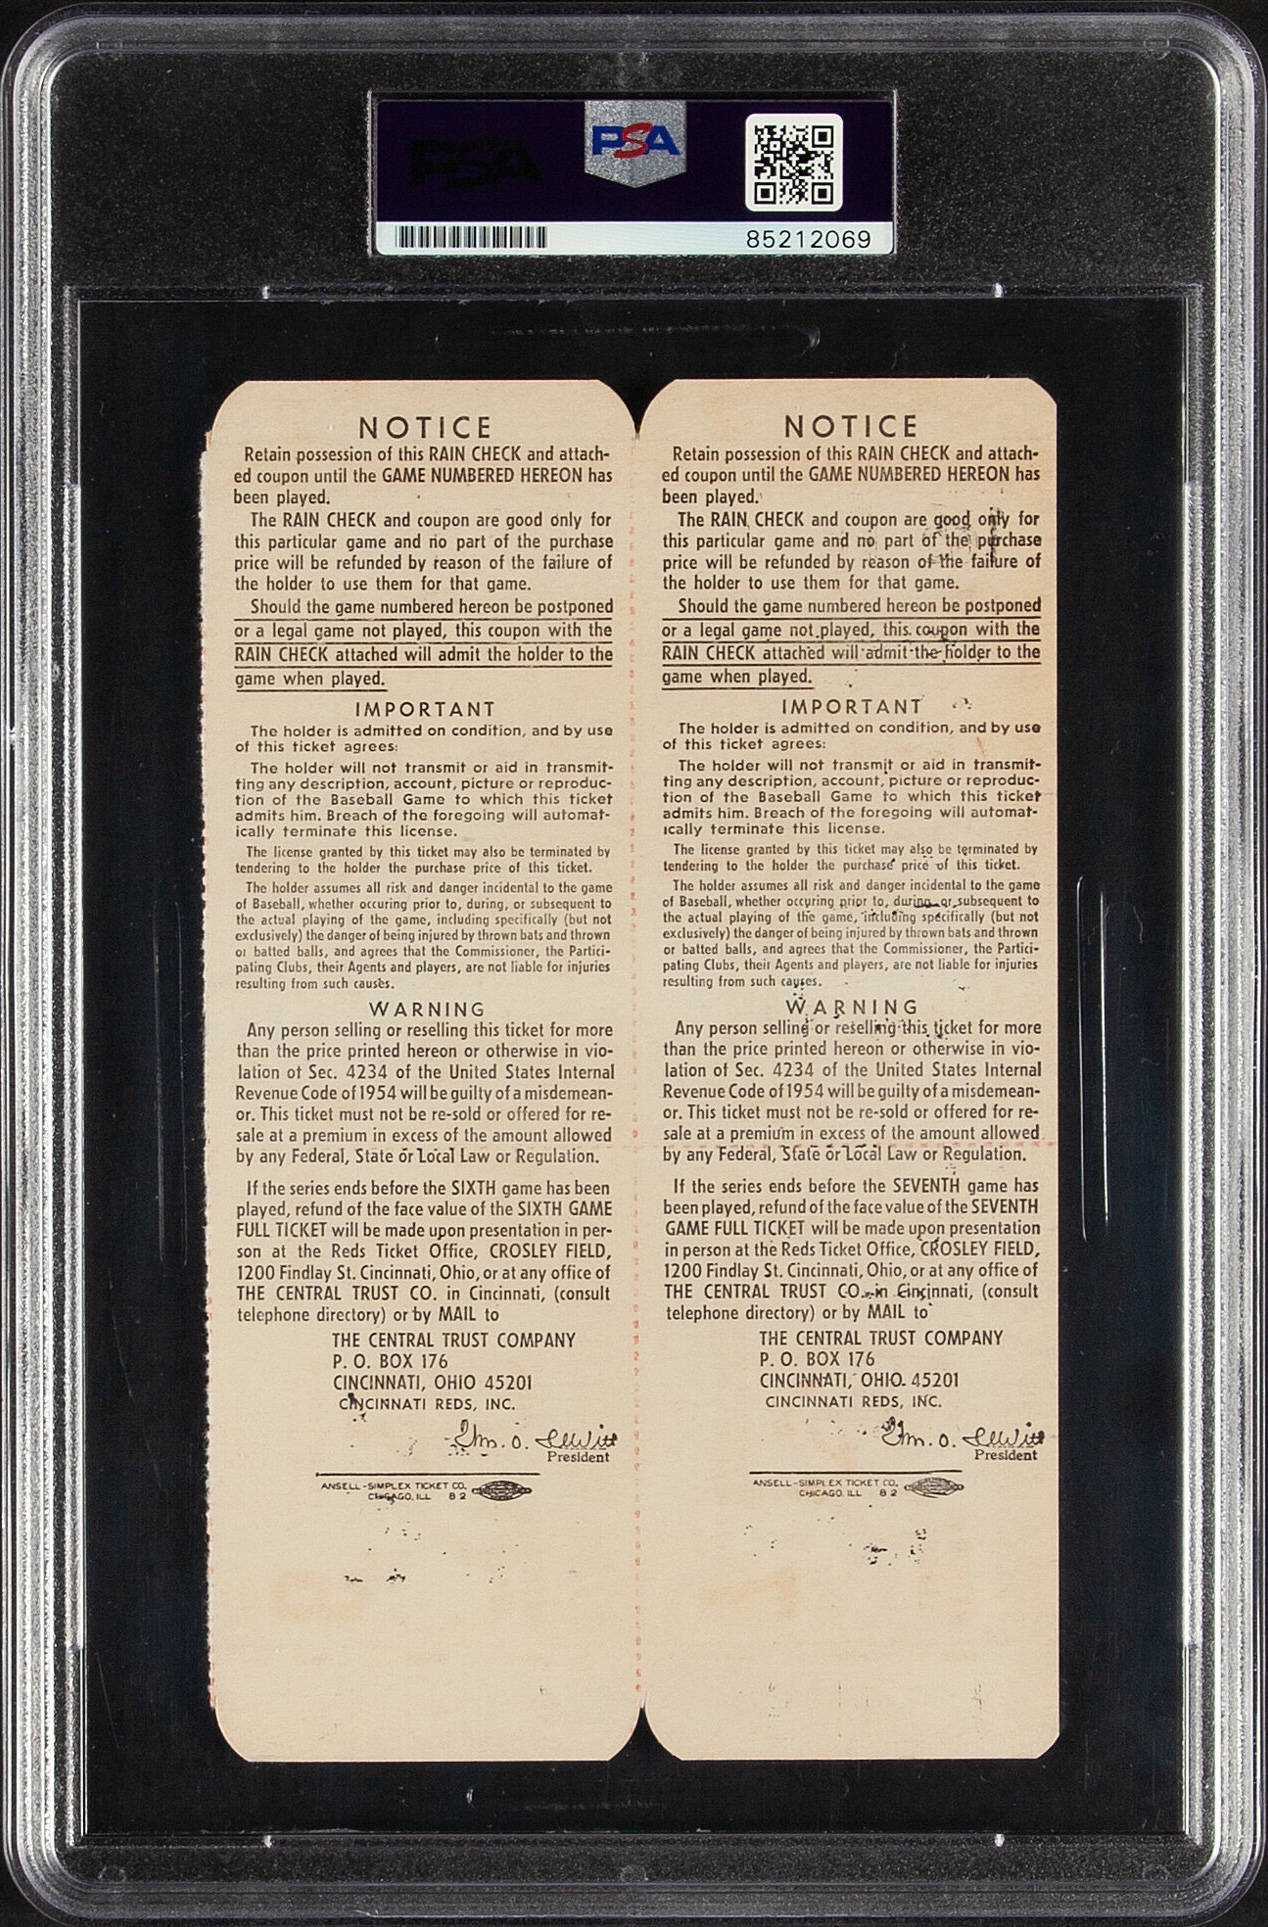 PSA
PSA
85212069
NOTICE
Retain possession of this RAIN CHECK and attach-
ed coupon until the GAME NUMBERED HEREON has
been played.
The RAIN CHECK and coupon are good only for
this particular game and no part of the purchase
price will be refunded by reason of the failure of
the holder to use them for that game.
Should the game numbered hereon be postponed
or a legal game not played, this coupon with the
RAIN CHECK attached will admit the holder to the
game when played.
IMPORTANT
The holder is admitted on condition, and by use
of this ticket agrees:
The holder will not transmit or aid in transmit-
ting any description, account, picture or reproduc-
tion of the Baseball Game to which this ticket
admits him. Breach of the foregoing will automat-
ically terminate this license.
The license granted by this ticket may also be terminated by
tendering to the holder the purchase price of this ticket.
The holder assumes all risk and danger incidental to the game
of Baseball, whether occuring prior to, during, or subsequent to
the actual playing of the game, including specifically (but not
exclusively) the danger of being injured by thrown bats and thrown
or batted balls, and agrees that the Commissioner, the Partici-
pating Clubs, their Agents and players, are not liable for injuries
resulting from such causes.
WARNING
Any person selling or reselling this ticket for more
than the price printed hereon or otherwise in vio-
lation of Sec. 4234 of the United States Internal
Revenue Code of 1954 will be guilty of a misdemean-
or. This ticket must not be re-sold or offered for re-
sale at a premium in excess of the amount allowed
by any Federal, State or Local Law or Regulation.
If the series ends before the SIXTH game has been
played, refund of the face value of the SIXTH GAME
FULL TICKET will be made upon presentation in per-
son at the Reds Ticket Office, CROSLEY FIELD,
1200 Findlay St. Cincinnati, Ohio, or at any office of
THE CENTRAL TRUST CO. in Cincinnati, (consult
telephone directory) or by MAIL to
THE CENTRAL TRUST COMPANY
P. O. BOX 176
CINCINNATI, OHIO 45201
CINCINNATI REDS, INC.
Wm. O. DeWitt
President
ANSELL-SIMPLEX TICKET CO.
CHICAGO, ILL 82
NOTICE
Retain possession of this RAIN CHECK and attach-
ed coupon until the GAME NUMBERED HEREON has
been played.
The RAIN CHECK and coupon are good only for
this particular game and no part of the purchase
price will be refunded by reason of the failure of
the holder to use them for that game.
Should the game numbered hereon be postponed
or a legal game not played, this coupon with the
RAIN CHECK attached will admit the holder to the
game when played.
IMPORTANT
The holder is admitted on condition, and by use
of this ticket agrees:
The holder will not transmit or aid in transmit-
ting any description, account, picture or reproduc-
tion of the Baseball Game to which this ticket
admits him. Breach of the foregoing will automat-
ically terminate this license.
The license granted by this ticket may also be terminated by
tendering to the holder the purchase price of this ticket.
The holder assumes all risk and danger incidental to the game
of Baseball, whether occuring prior to, during, or subsequent to
the actual playing of the game, including specifically (but not
exclusively) the danger of being injured by thrown bats and thrown
or batted balls, and agrees that the Commissioner, the Partici-
pating Clubs, their Agents and players, are not liable for injuries
resulting from such causes.
WARNING
Any person selling or reselling this ticket for more
than the price printed hereon or otherwise in vio-
lation of Sec. 4234 of the United States Internal
Revenue Code of 1954 will be guilty of a misdemean-
or. This ticket must not be re-sold or offered for re-
sale at a premium in excess of the amount allowed
by any Federal, State or Local Law or Regulation.
If the series ends before the SEVENTH game has
been played, refund of the face value of the SEVENTH
GAME FULL TICKET will be made upon presentation
in person at the Reds Ticket Office, CROSLEY FIELD,
1200 Findlay St. Cincinnati, Ohio, or at any office of
THE CENTRAL TRUST CO. in Cincinnati, (consult
telephone directory) or by MAIL to
THE CENTRAL TRUST COMPANY
P. O. BOX 176
CINCINNATI, OHIO 45201
CINCINNATI REDS, INC.
Wm. O. DeWitt
President
ANSELL-SIMPLEX TICKET CO.
CHICAGO, ILL 82